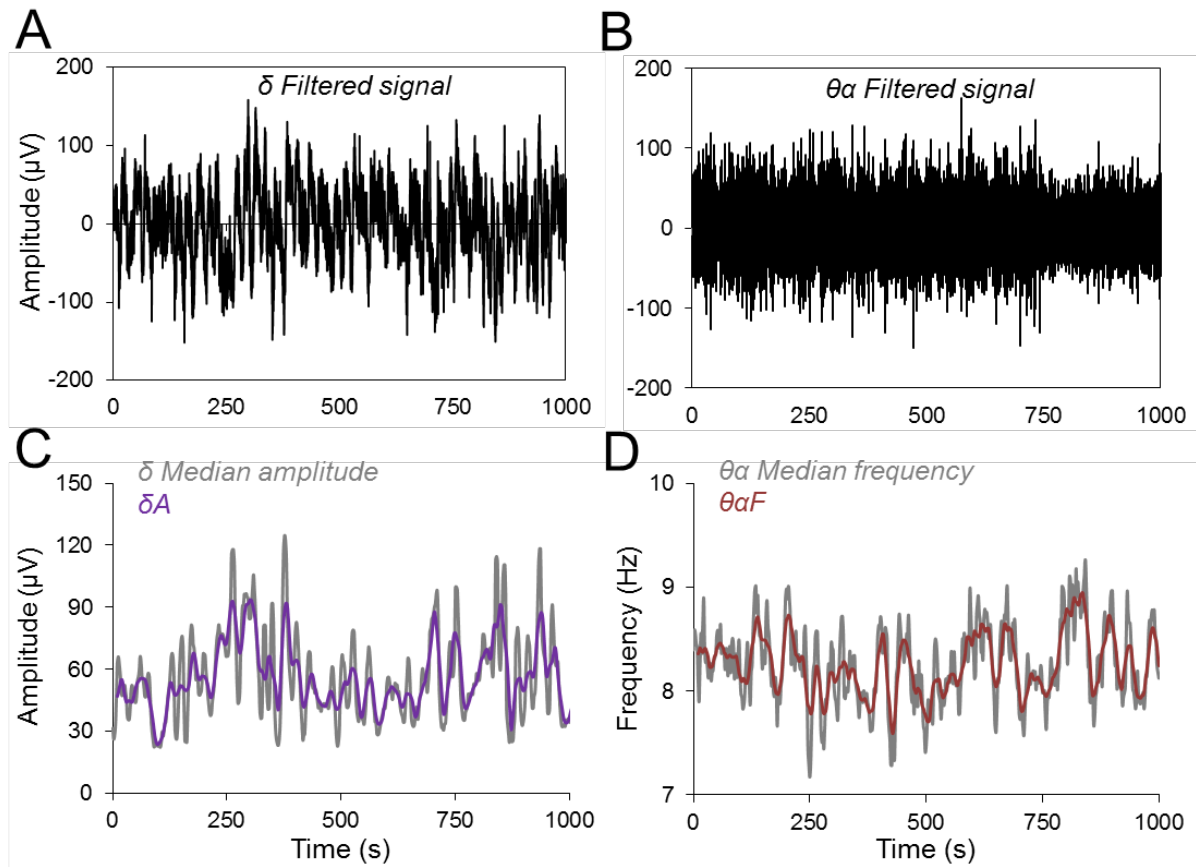 A
δ Filtered signal
Amplitude (µV)
200
100
0
-100
-200
0 250 500 750 1000
B
θα Filtered signal
200
100
0
-100
-200
0 250 500 750 1000
C
δ Median amplitude
δA
Amplitude (µV)
150
120
90
60
30
0
0 250 500 750 1000
Time (s)
D
θα Median frequency
θαF
Frequency (Hz)
10
9
8
7
0 250 500 750 1000
Time (s)